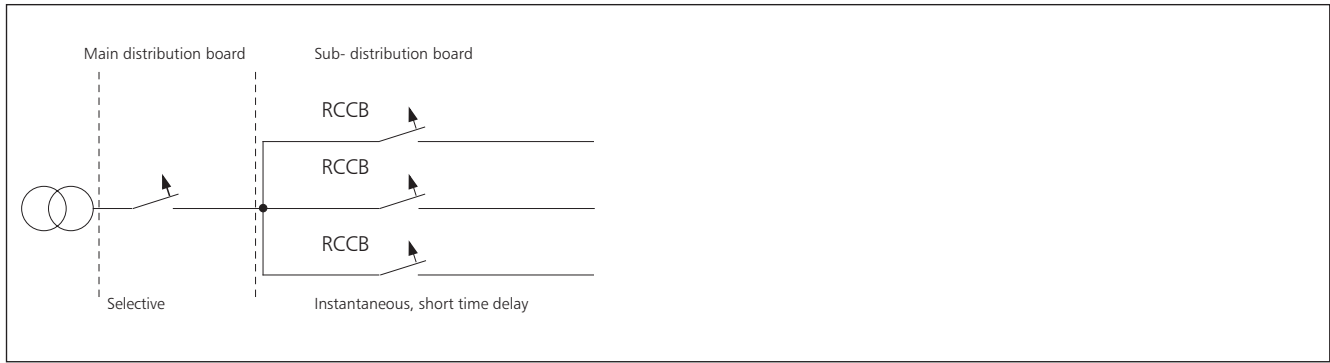 Main distribution board
Sub- distribution board
RCCB
RCCB
RCCB
Selective
Instantaneous, short time delay